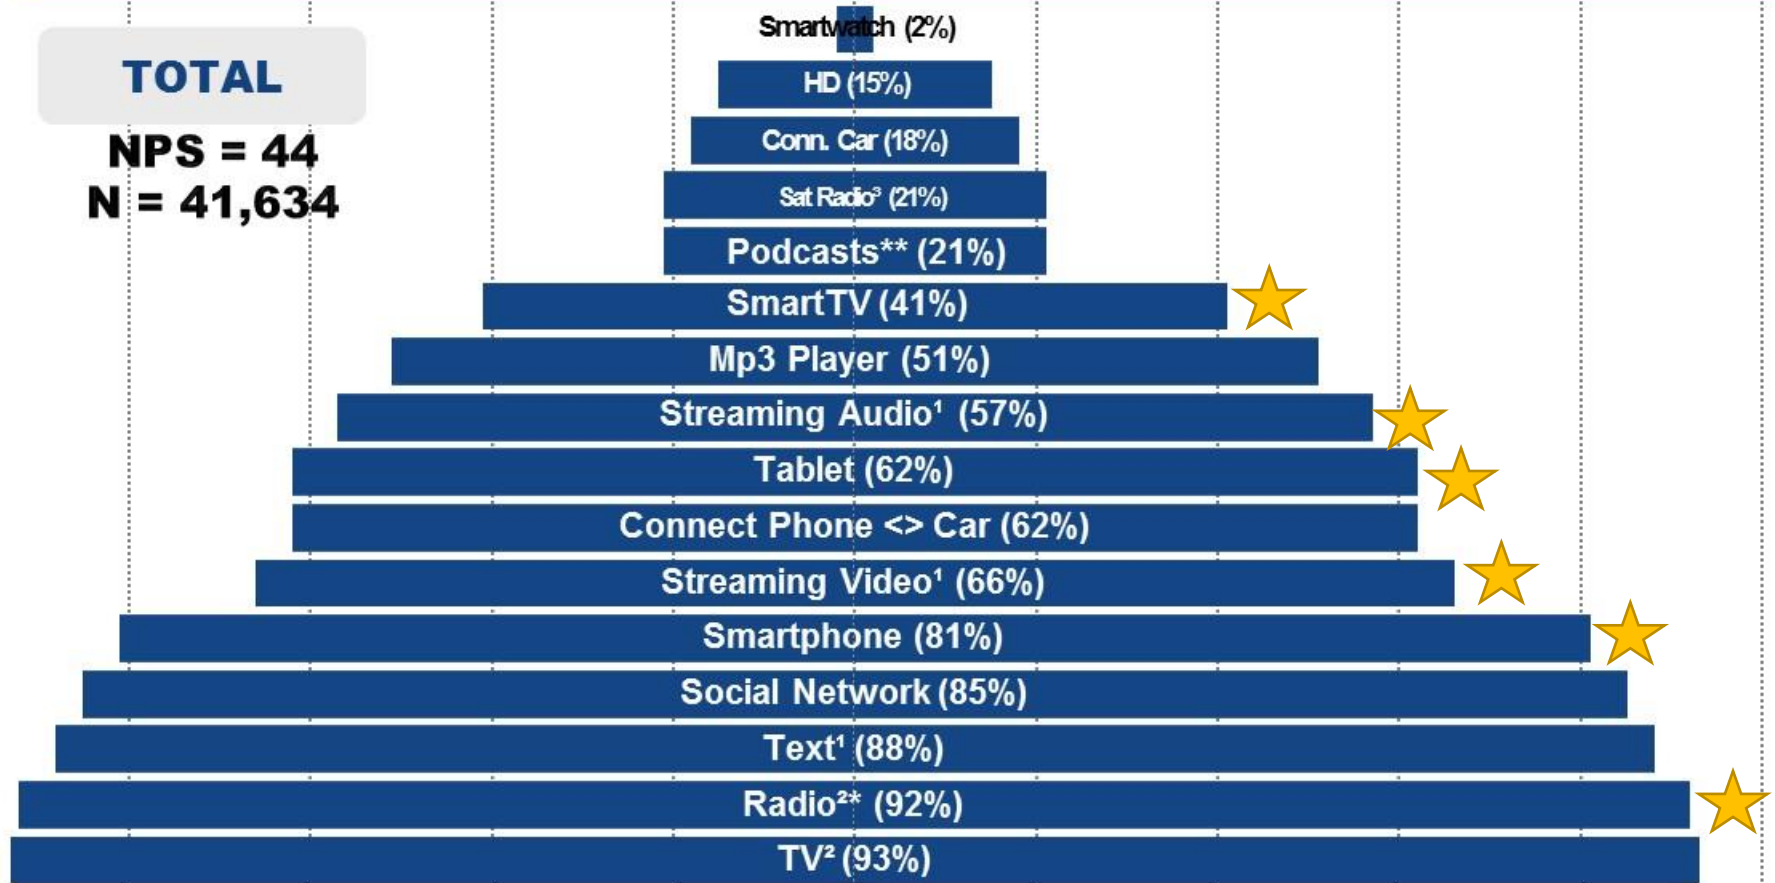 TOTAL
NPS = 44
N = 41,634
Smartwatch (2%)
HD (15%)
Conn. Car (18%)
Sat Radio³ (21%)
Podcasts** (21%)
SmartTV (41%)
Mp3 Player (51%)
Streaming Audio¹ (57%)
Tablet (62%)
Connect Phone <> Car (62%)
Streaming Video¹ (66%)
Smartphone (81%)
Social Network (85%)
Text¹ (88%)
Radio²* (92%)
TV² (93%)